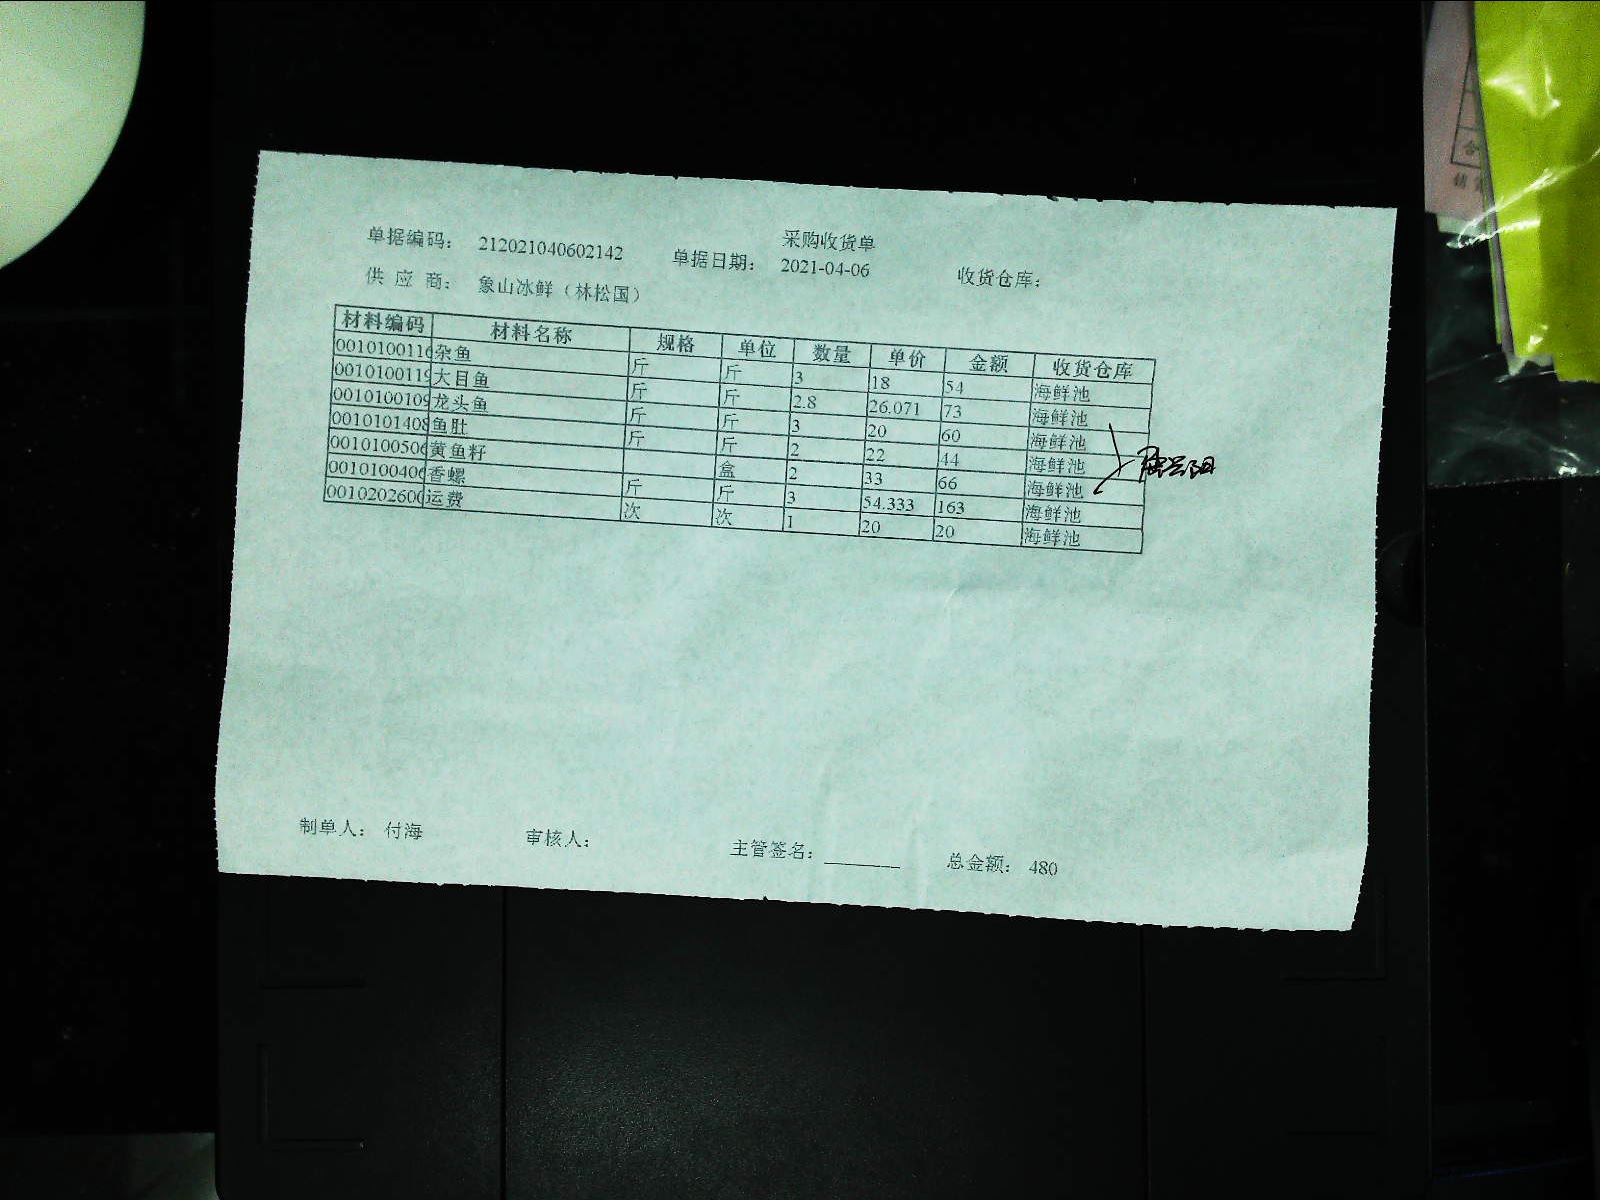 采购收货单
单据编码： 212021040602142 单据日期： 2021-04-06 收货仓库：
供 应 商： 象山冰鲜（林松国）
材料编码 材料名称 规格 单位 数量 单价 金额 收货仓库
0010100116 杂鱼 斤 斤 3 18 54 海鲜池
0010100119 大目鱼 斤 斤 2.8 26.071 73 海鲜池
0010100109 龙头鱼 斤 斤 3 20 60 海鲜池
0010101408 鱼肚 斤 斤 2 22 44 海鲜池
0010100506 黄鱼籽 盒 2 33 66 海鲜池
0010100406 香螺 斤 斤 3 54.333 163 海鲜池
0010202600 运费 次 次 1 20 20 海鲜池
制单人： 付海 审核人： 主管签名： 总金额： 480